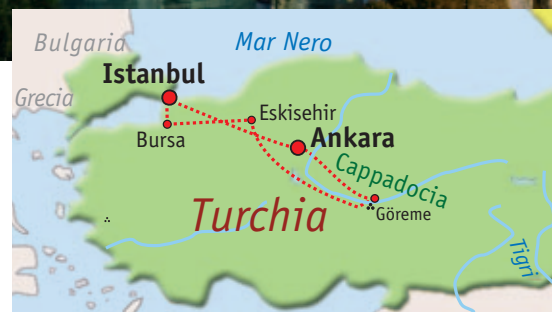 Bulgaria
Mar Nero
Istanbul
Grecia
Eskisehir
Bursa
Ankara
Cappadocia
Turchia
Göreme
Tigri